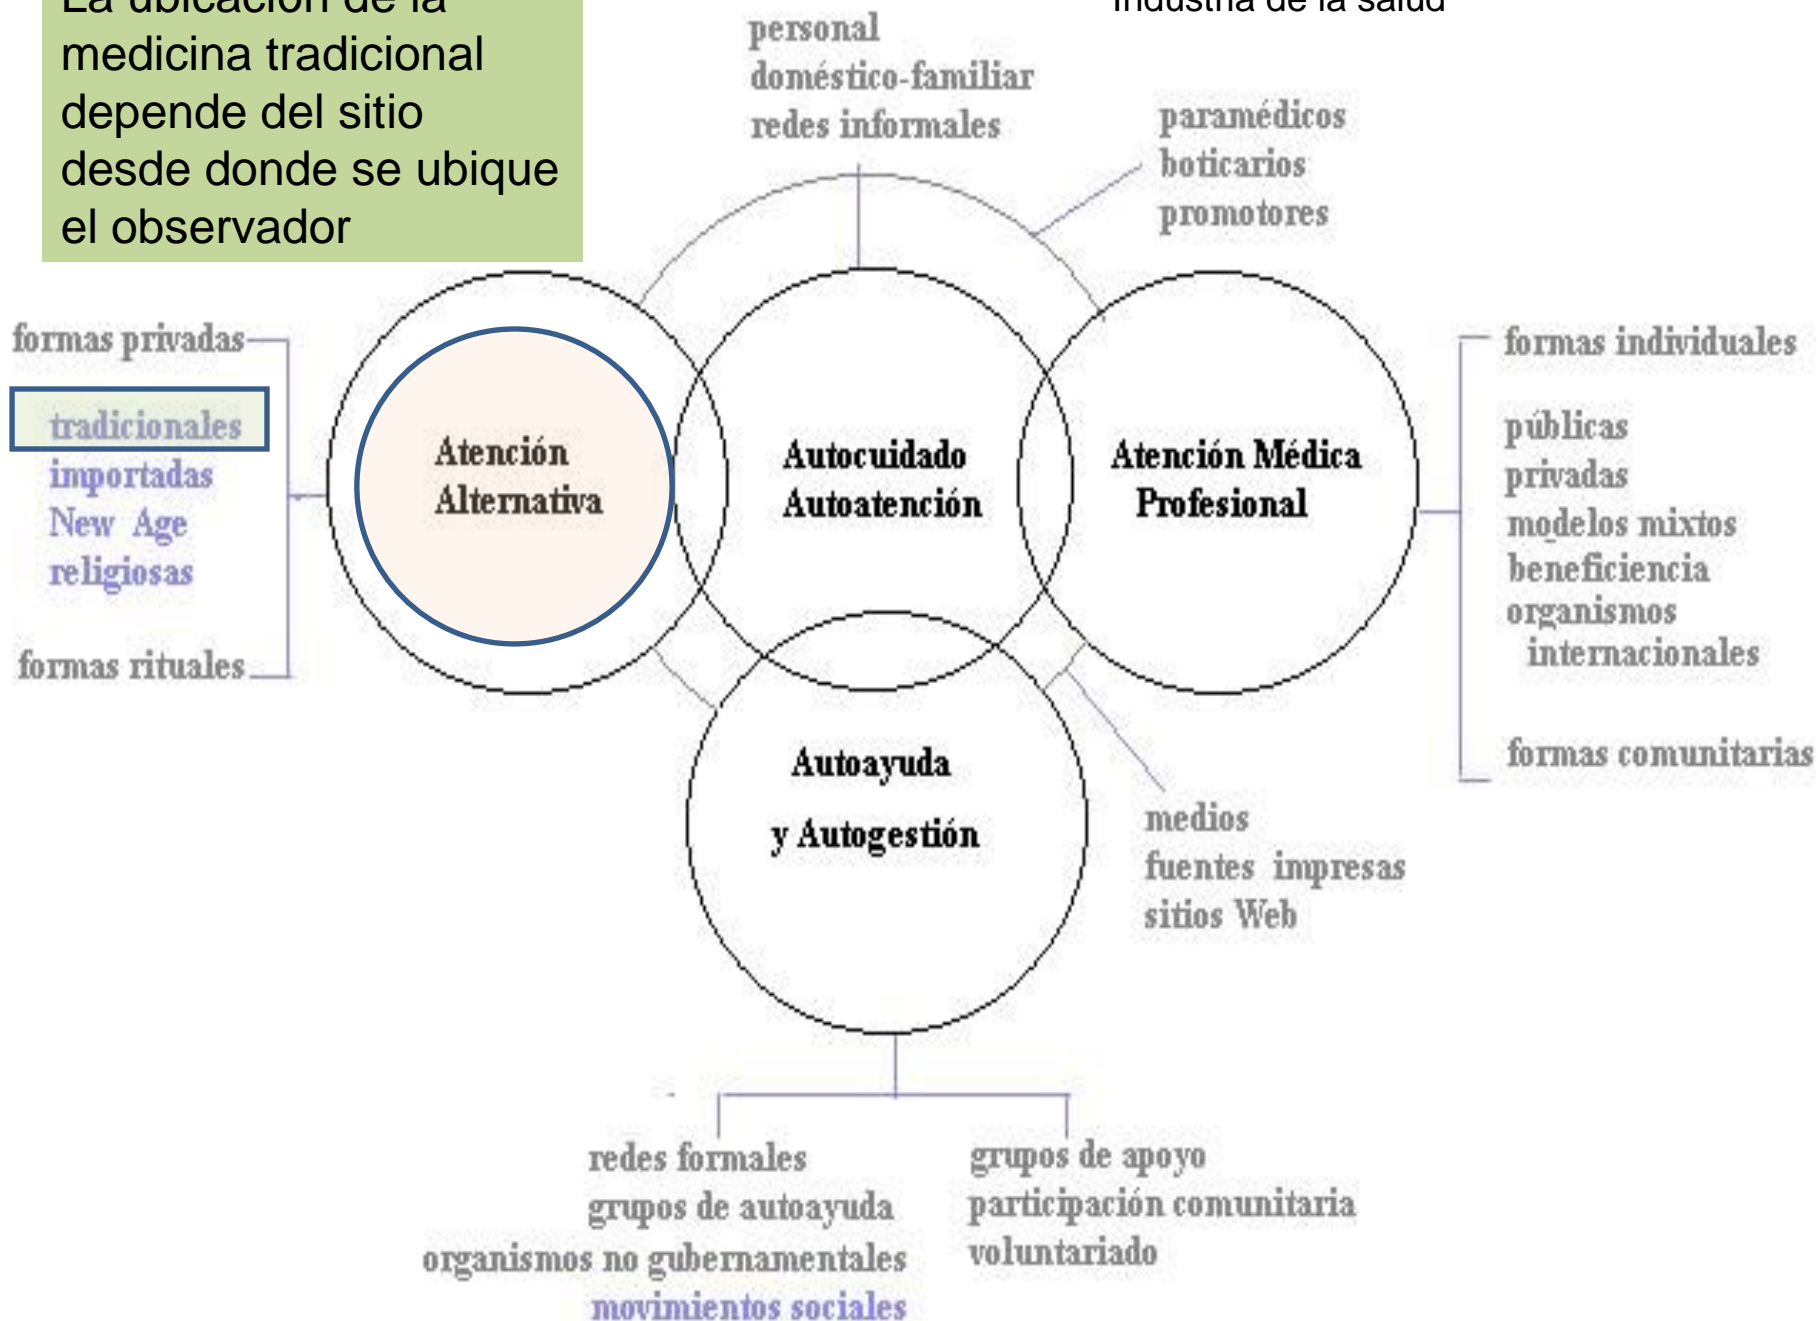 La ubicación de la
medicina tradicional
depende del sitio
desde donde se ubique
el observador
Industria de la salud
personal
doméstico-familiar
redes informales
paramédicos
boticarios
promotores
formas privadas
tradicionales
importadas
New Age
religiosas
formas rituales
Atención
Alternativa
Autocuidado
Autoatención
Atención Médica
Profesional
formas individuales
públicas
privadas
modelos mixtos
beneficiencia
organismos
internacionales
formas comunitarias
Autoayuda
y Autogestión
medios
fuentes impresas
sitios Web
redes formales
grupos de autoayuda
organismos no gubernamentales
movimientos sociales
grupos de apoyo
participación comunitaria
voluntariado